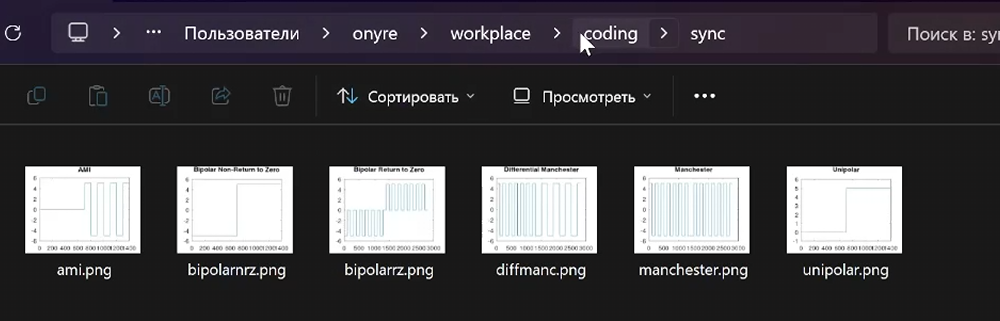 ··· Пользователи > onyre > workplace > coding > sync Поиск в: syn
Сортировать Просмотреть ···
AMI Bipolar Non-Return to Zero Bipolar Return to Zero Differential Manchester Manchester Unipolar
ami.png bipolarnrz.png bipolarrz.png diffmanc.png manchester.png unipolar.png